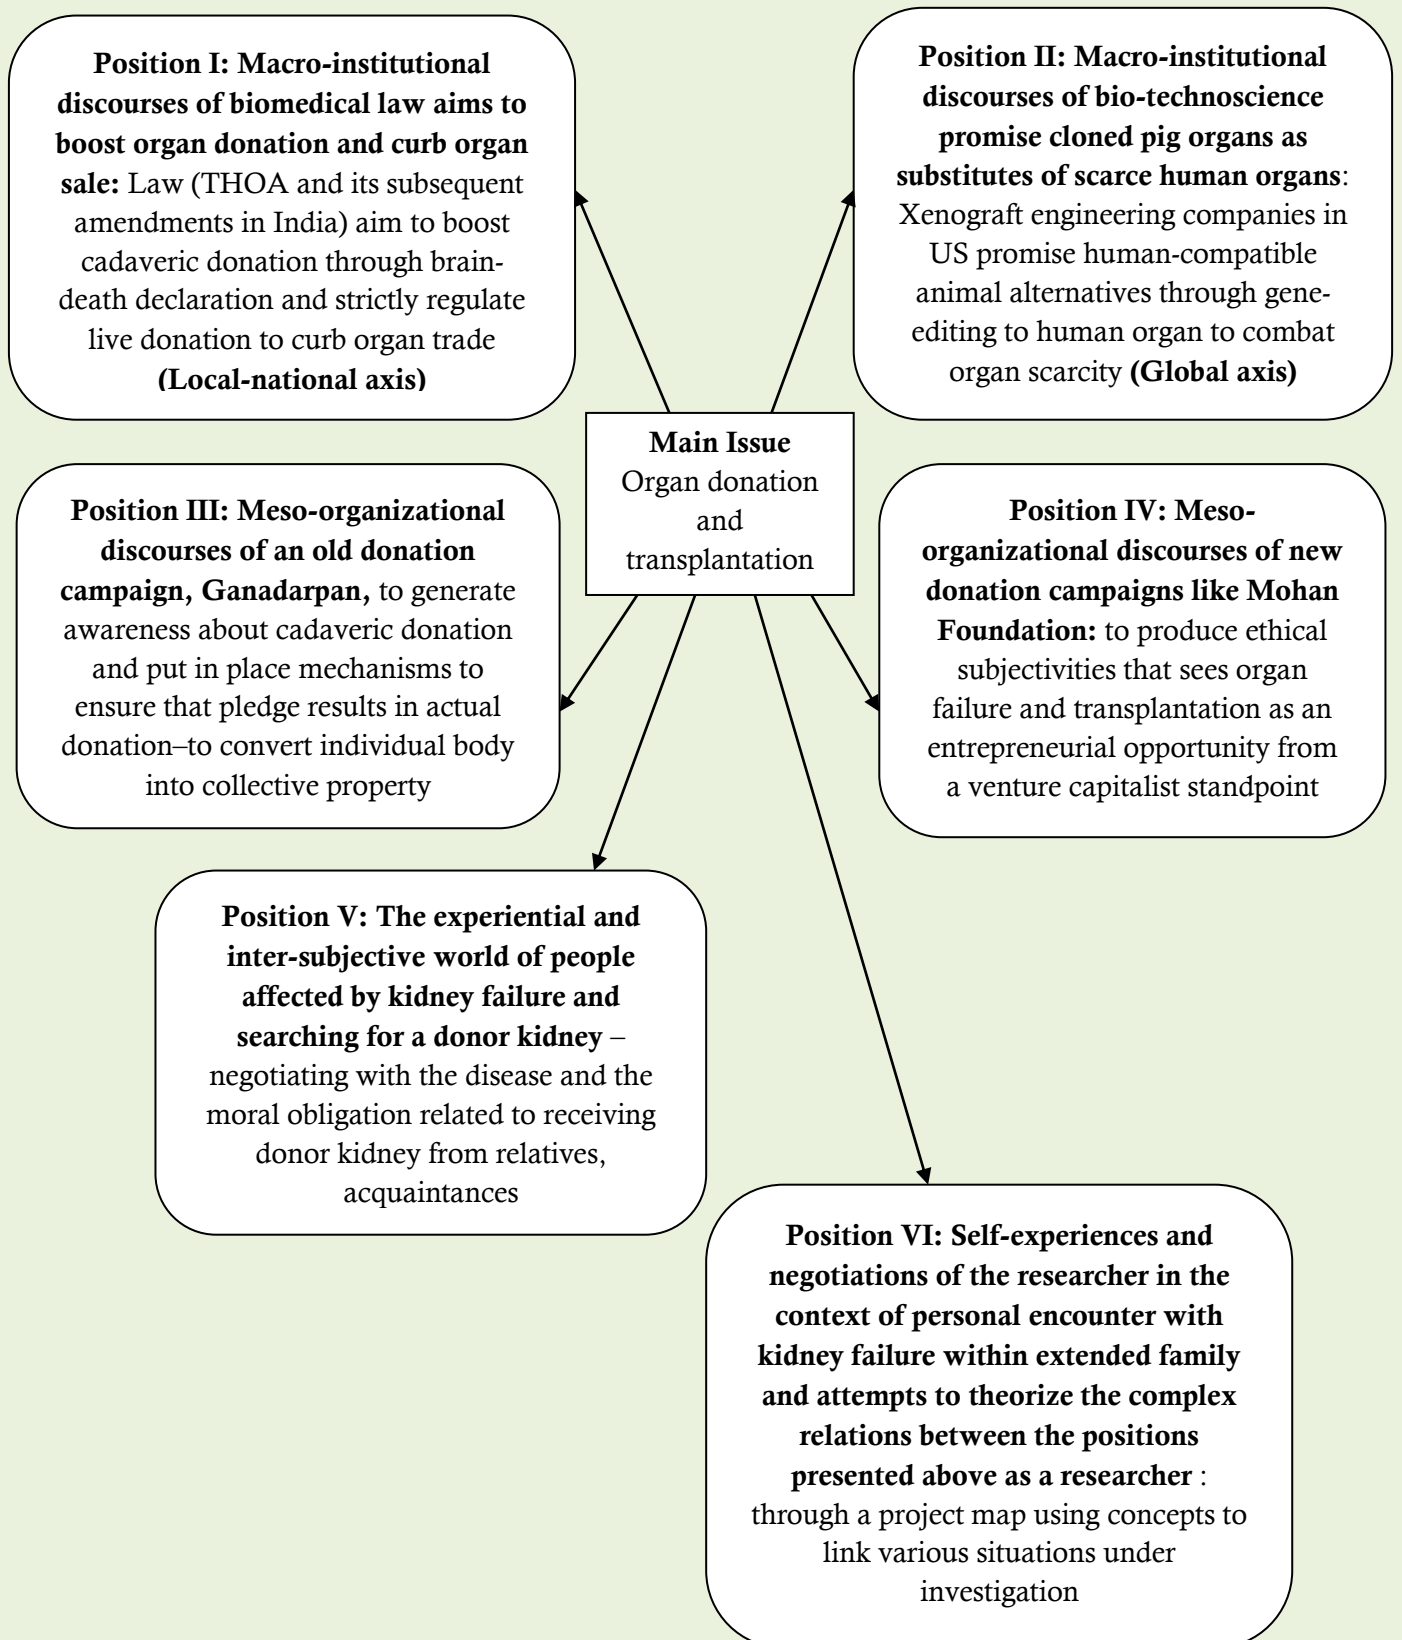 Position I: Macro-institutional
discourses of biomedical law aims to
boost organ donation and curb organ
sale: Law (THOA and its subsequent
amendments in India) aim to boost
cadaveric donation through brain-
death declaration and strictly regulate
live donation to curb organ trade
(Local-national axis)
Position II: Macro-institutional
discourses of bio-technoscience
promise cloned pig organs as
substitutes of scarce human organs:
Xenograft engineering companies in
US promise human-compatible
animal alternatives through gene-
editing to human organ to combat
organ scarcity (Global axis)
Main Issue
Organ donation
and
transplantation
Position III: Meso-organizational
discourses of an old donation
campaign, Ganadarpan, to generate
awareness about cadaveric donation
and put in place mechanisms to
ensure that pledge results in actual
donation–to convert individual body
into collective property
Position IV: Meso-
organizational discourses of new
donation campaigns like Mohan
Foundation: to produce ethical
subjectivities that sees organ
failure and transplantation as an
entrepreneurial opportunity from
a venture capitalist standpoint
Position V: The experiential and
inter-subjective world of people
affected by kidney failure and
searching for a donor kidney –
negotiating with the disease and the
moral obligation related to receiving
donor kidney from relatives,
acquaintances
Position VI: Self-experiences and
negotiations of the researcher in the
context of personal encounter with
kidney failure within extended family
and attempts to theorize the complex
relations between the positions
presented above as a researcher :
through a project map using concepts to
link various situations under
investigation